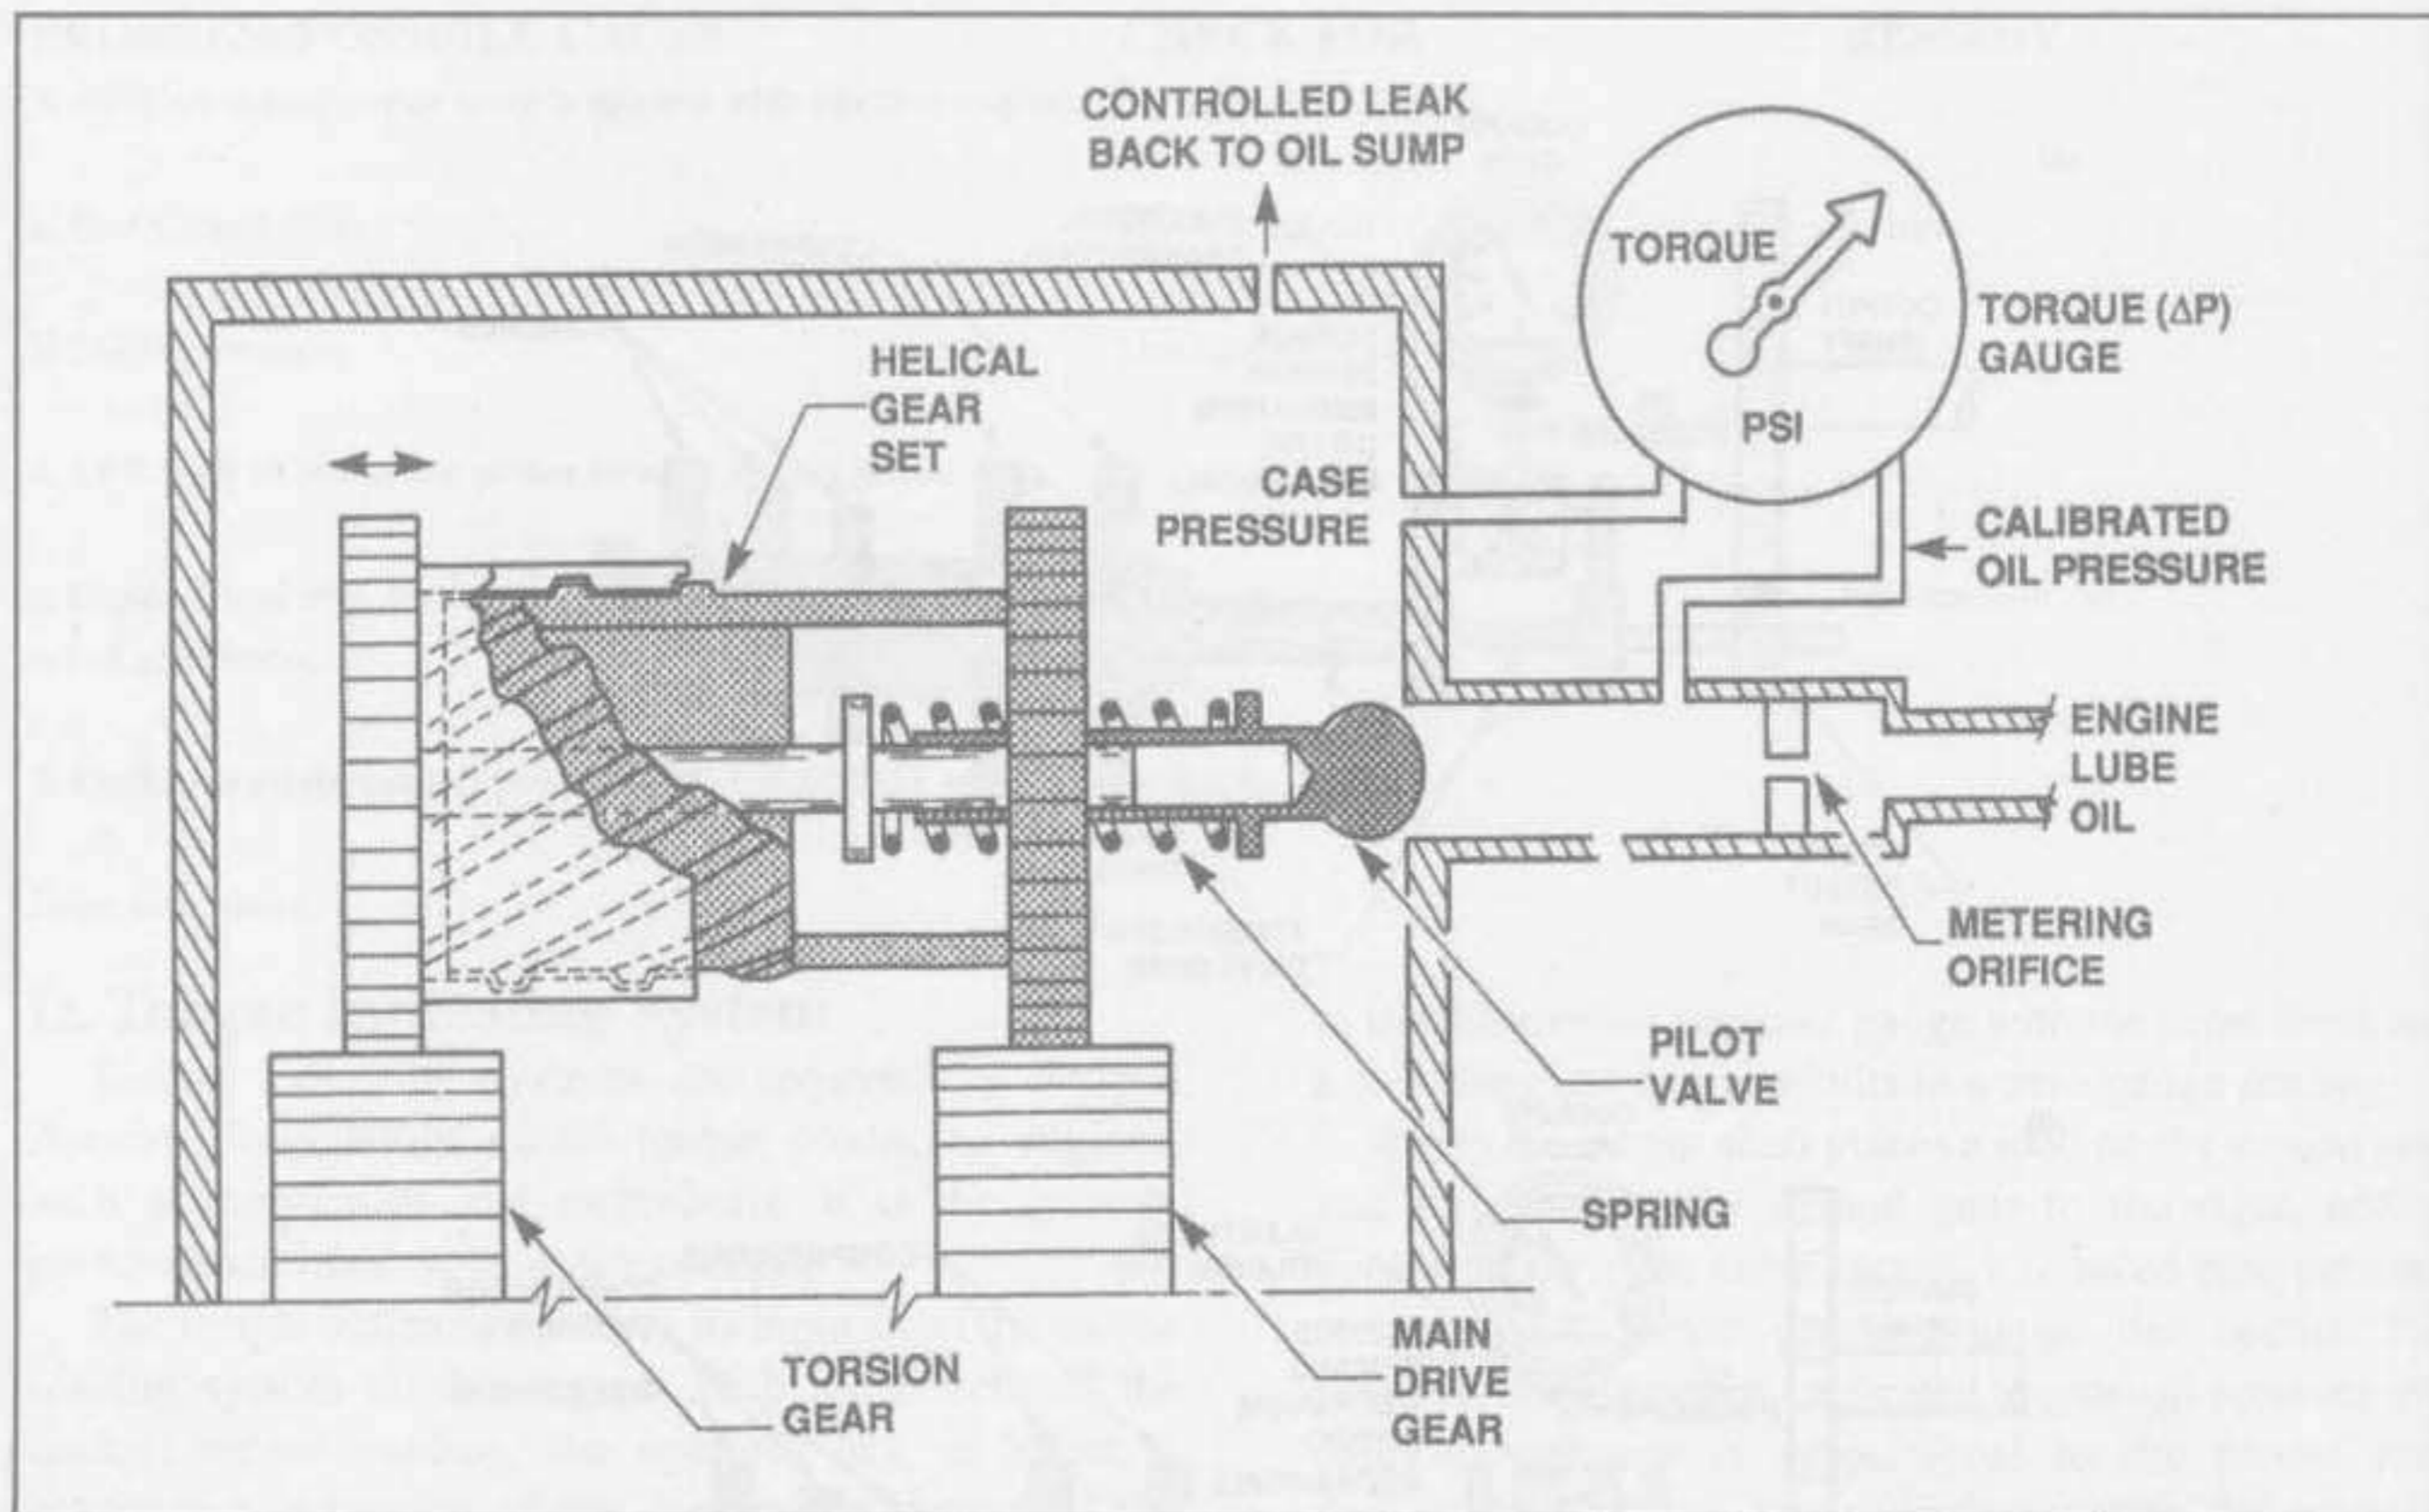 CONTROLLED LEAK
BACK TO OIL SUMP
TORQUE
PSI
TORQUE (ΔP)
GAUGE
HELICAL
GEAR
SET
CASE
PRESSURE
CALIBRATED
OIL PRESSURE
ENGINE
LUBE
OIL
METERING
ORIFICE
PILOT
VALVE
SPRING
MAIN
DRIVE
GEAR
TORSION
GEAR